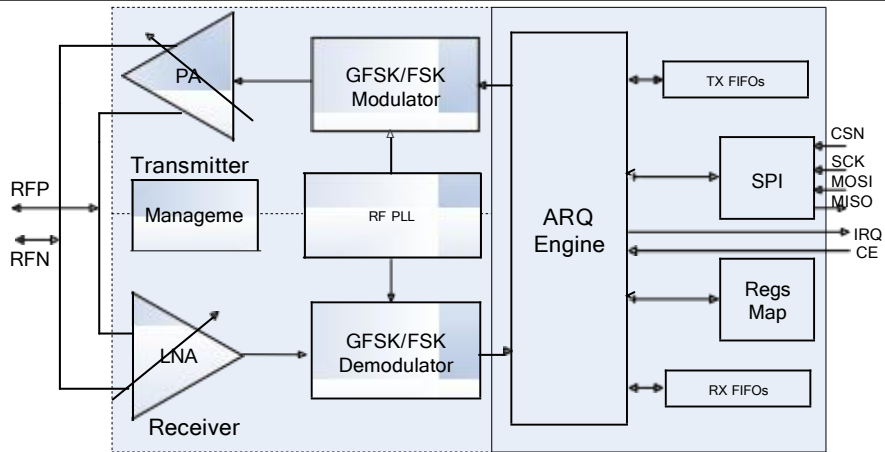 PA
GFSK/FSK
Modulator
Transmitter
Manageme
RF PLL
RFP
RFN
LNA
GFSK/FSK
Demodulator
Receiver
ARQ
Engine
TX FIFOs
SPI
CSN
SCK
MOSI
MISO
IRQ
CE
Regs
Map
RX FIFOs